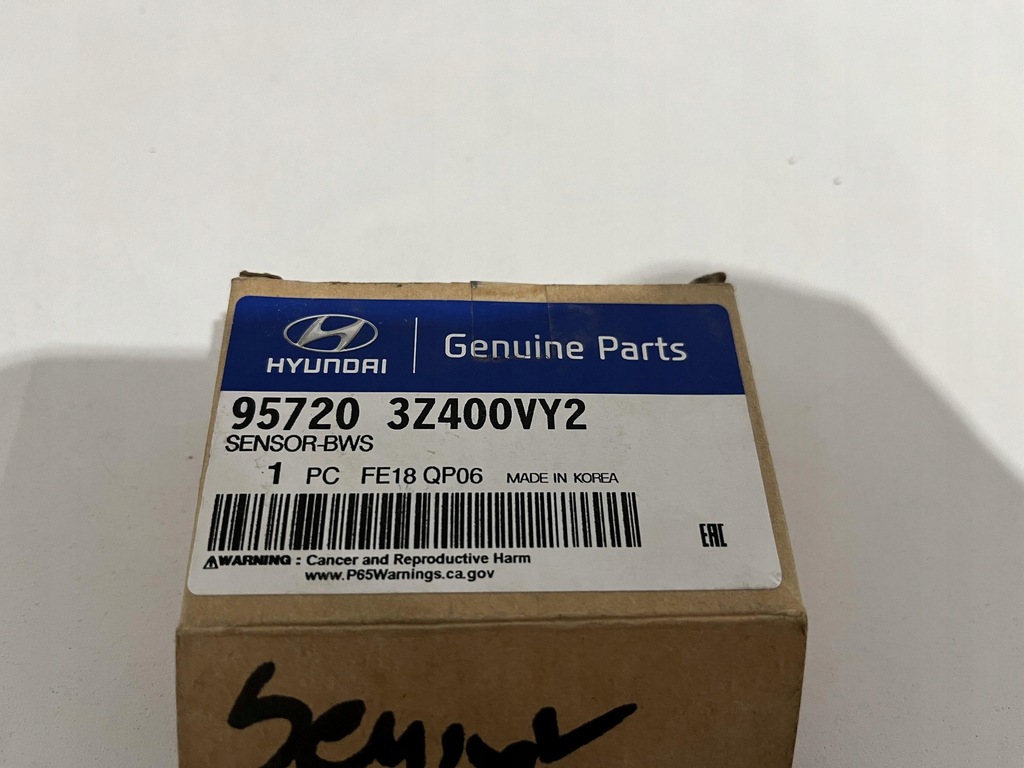 HYUNDAI
Genuine Parts
95720 3Z400VY2
SENSOR-BWS
1 PC FE18 QP06 MADE IN KOREA
EAC
WARNING : Cancer and Reproductive Harm
www.P65Warnings.ca.gov